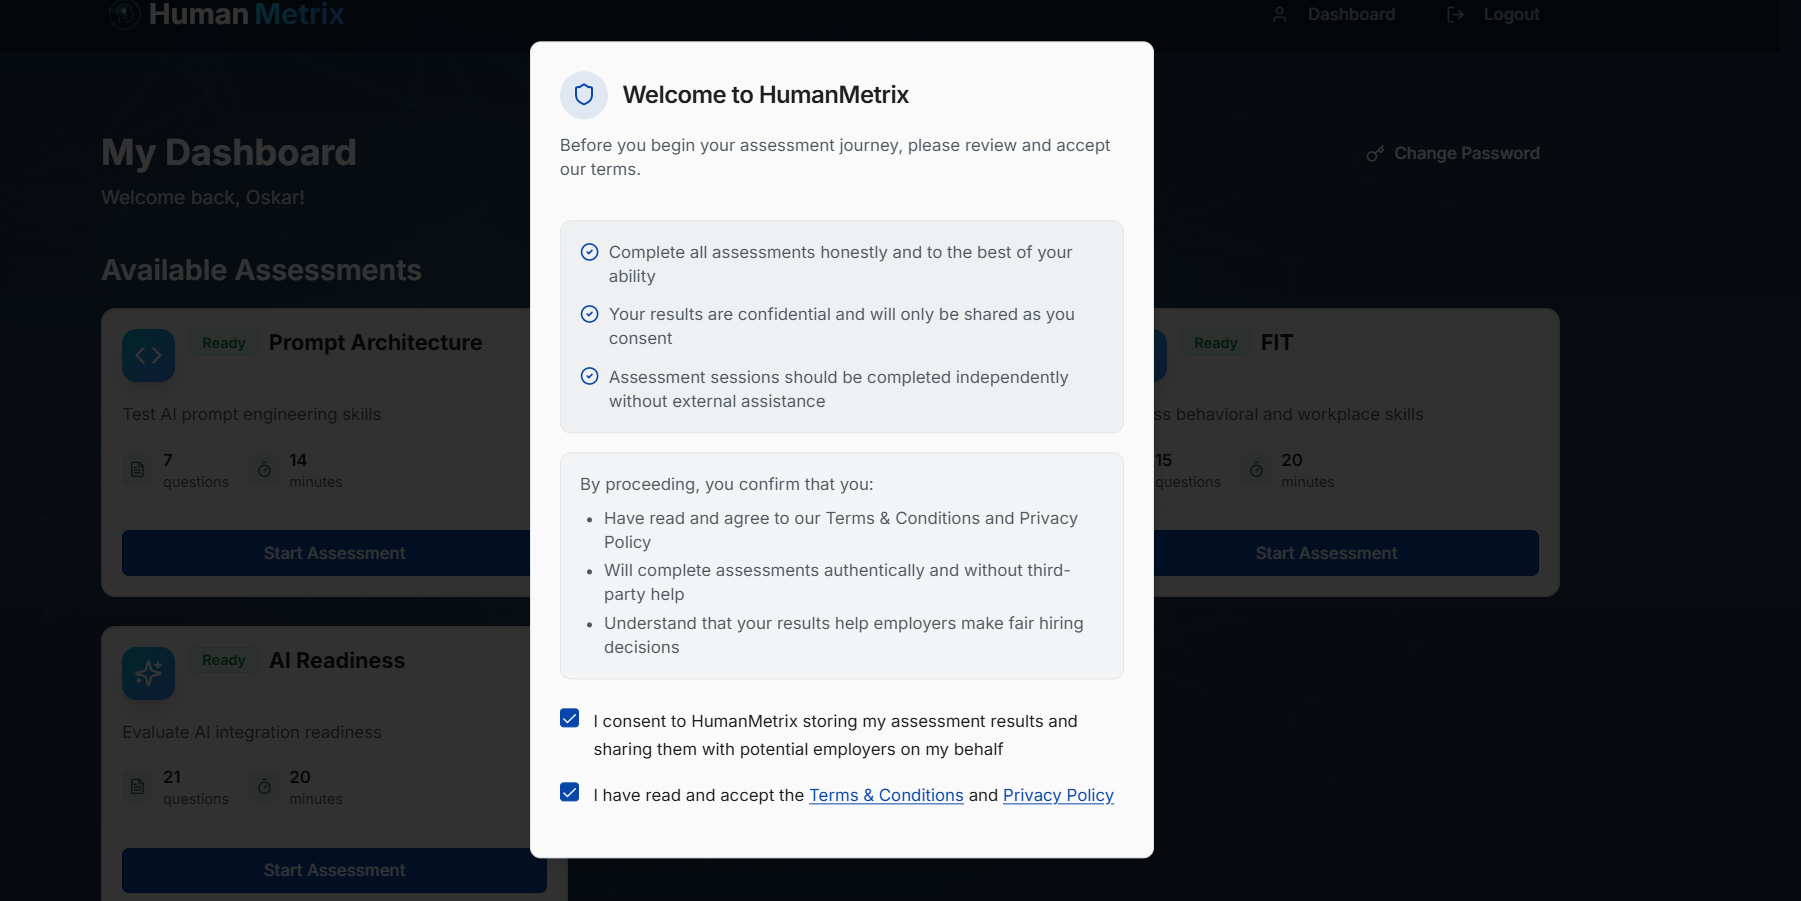 Human Metrix
Dashboard
Logout
My Dashboard
Welcome back, Oskar!
Change Password
Available Assessments
Ready
Prompt Architecture
Test AI prompt engineering skills
7
questions
14
minutes
Start Assessment
Ready
FIT
ss behavioral and workplace skills
15
questions
20
minutes
Start Assessment
Ready
AI Readiness
Evaluate AI integration readiness
21
questions
20
minutes
Start Assessment
Welcome to HumanMetrix
Before you begin your assessment journey, please review and accept
our terms.
Complete all assessments honestly and to the best of your
ability
Your results are confidential and will only be shared as you
consent
Assessment sessions should be completed independently
without external assistance
By proceeding, you confirm that you:
• Have read and agree to our Terms & Conditions and Privacy
Policy
• Will complete assessments authentically and without third-
party help
• Understand that your results help employers make fair hiring
decisions
I consent to HumanMetrix storing my assessment results and
sharing them with potential employers on my behalf
I have read and accept the Terms & Conditions and Privacy Policy